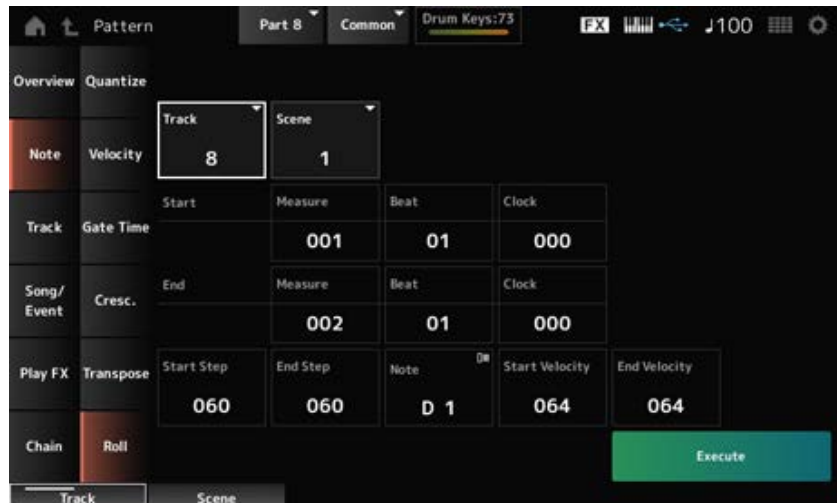 Pattern
Part 8
Common
Drum Keys:73
FX
♩100
Overview
Quantize
Note
Velocity
Track
8
Scene
1
Track
Gate Time
Start
Measure
001
Beat
01
Clock
000
Song/
Event
Cresc.
End
Measure
002
Beat
01
Clock
000
Play FX
Transpose
Start Step
060
End Step
060
Note
D 1
Start Velocity
064
End Velocity
064
Chain
Roll
Execute
Track
Scene